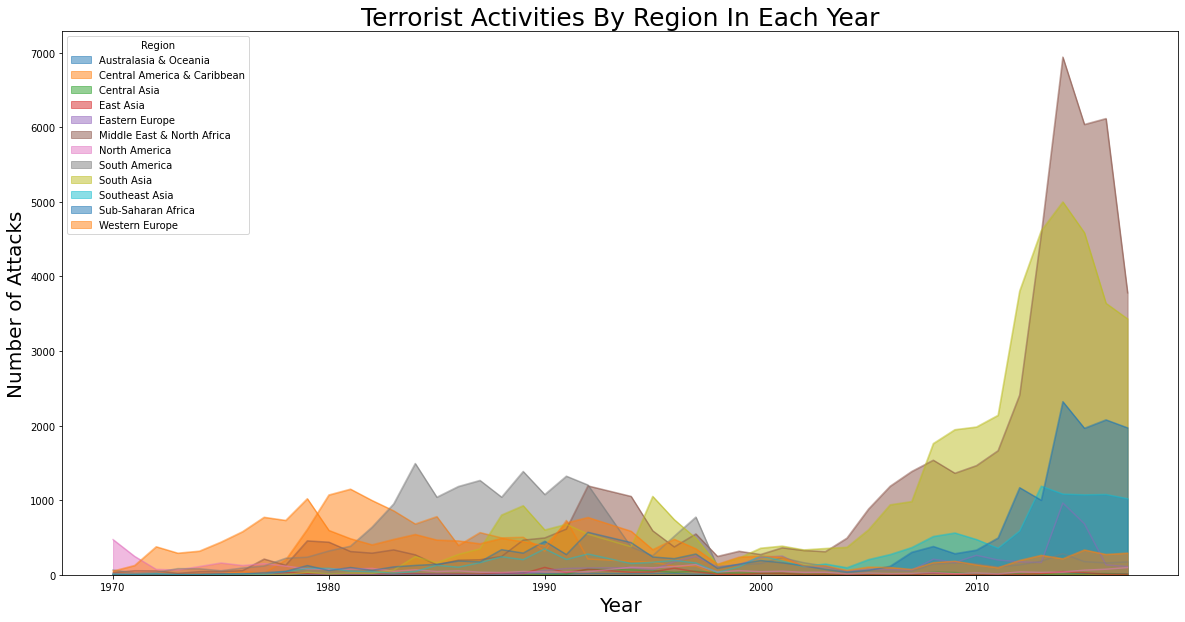 Terrorist Activities By Region In Each Year
Region
Australasia & Oceania
Central America & Caribbean
Central Asia
East Asia
Eastern Europe
Middle East & North Africa
North America
South America
South Asia
Southeast Asia
Sub-Saharan Africa
Western Europe
Number of Attacks
7000
6000
5000
4000
3000
2000
1000
0
1970 1980 1990 2000 2010
Year